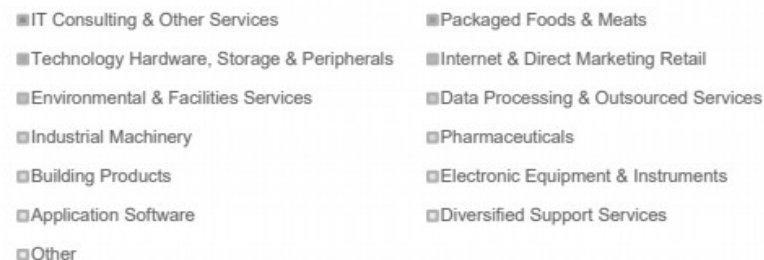 IT Consulting & Other Services Packaged Foods & Meats
Technology Hardware, Storage & Peripherals Internet & Direct Marketing Retail
Environmental & Facilities Services Data Processing & Outsourced Services
Industrial Machinery Pharmaceuticals
Building Products Electronic Equipment & Instruments
Application Software Diversified Support Services
Other